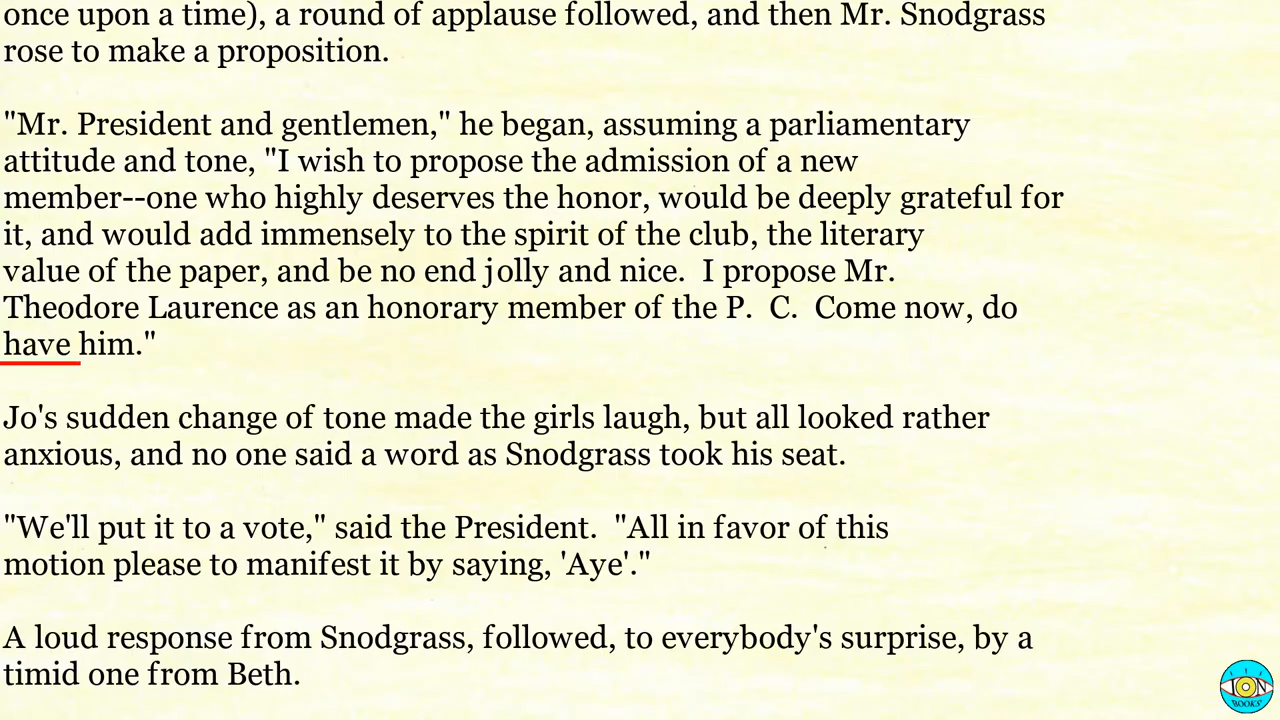 once upon a time), a round of applause followed, and then Mr. Snodgrass
rose to make a proposition.
"Mr. President and gentlemen," he began, assuming a parliamentary
attitude and tone, "I wish to propose the admission of a new
member--one who highly deserves the honor, would be deeply grateful for
it, and would add immensely to the spirit of the club, the literary
value of the paper, and be no end jolly and nice.  I propose Mr.
Theodore Laurence as an honorary member of the P.  C.  Come now, do
have him."
Jo's sudden change of tone made the girls laugh, but all looked rather
anxious, and no one said a word as Snodgrass took his seat.
"We'll put it to a vote," said the President.  "All in favor of this
motion please to manifest it by saying, 'Aye'."
A loud response from Snodgrass, followed, to everybody's surprise, by a
timid one from Beth.
ION
BOOKS